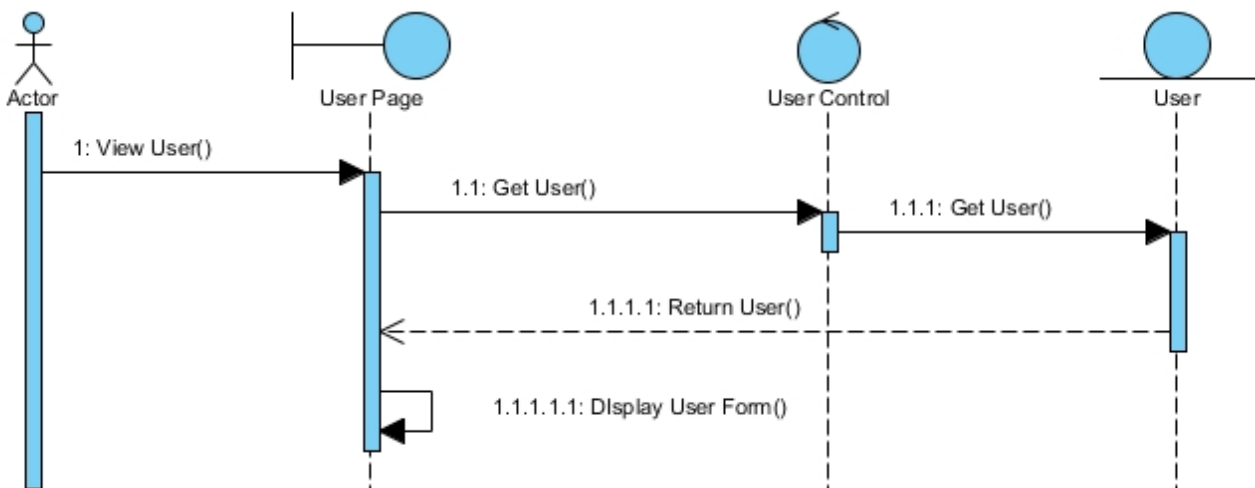 Actor
User Page
User Control
User
1: View User()
1.1: Get User()
1.1.1: Get User()
1.1.1.1: Return User()
1.1.1.1.1: DIsplay User Form()